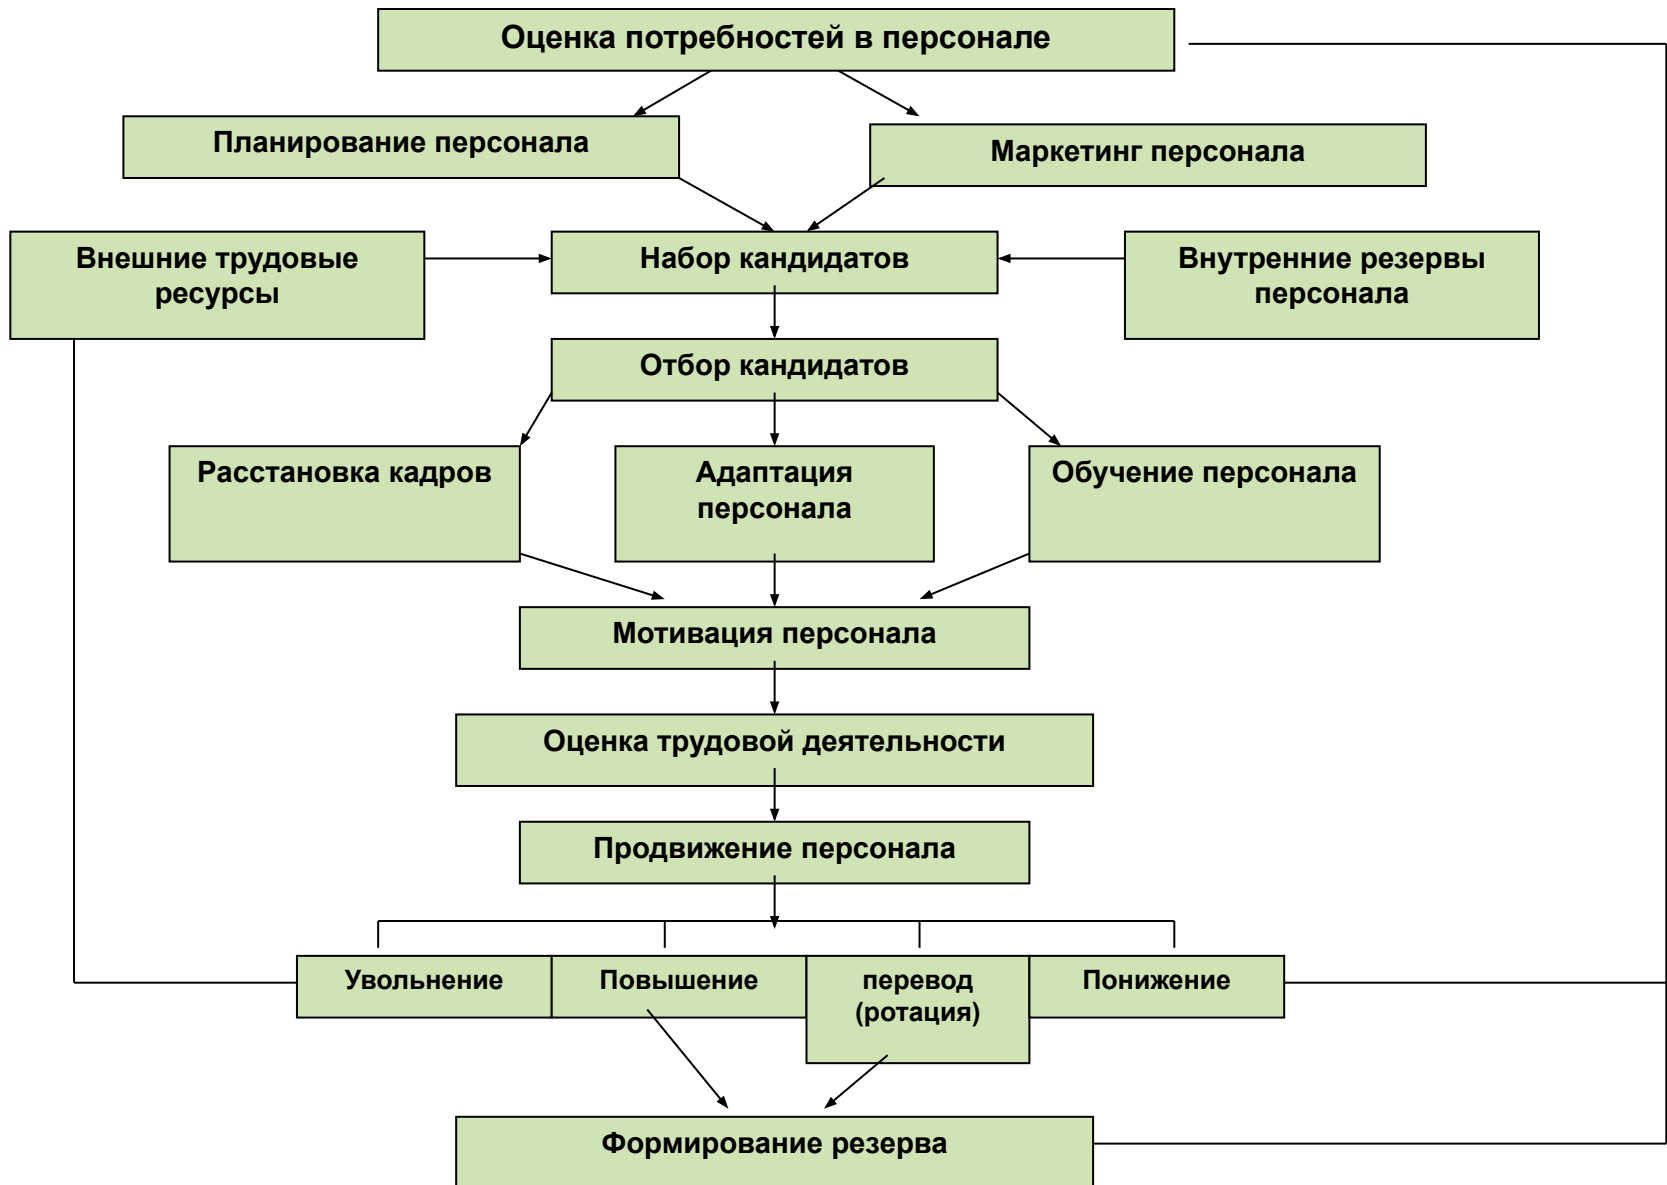 Оценка потребностей в персонале
Планирование персонала
Маркетинг персонала
Внешние трудовые
ресурсы
Набор кандидатов
Внутренние резервы
персонала
Отбор кандидатов
Расстановка кадров
Адаптация
персонала
Обучение персонала
Мотивация персонала
Оценка трудовой деятельности
Продвижение персонала
Увольнение
Повышение
перевод
(ротация)
Понижение
Формирование резерва